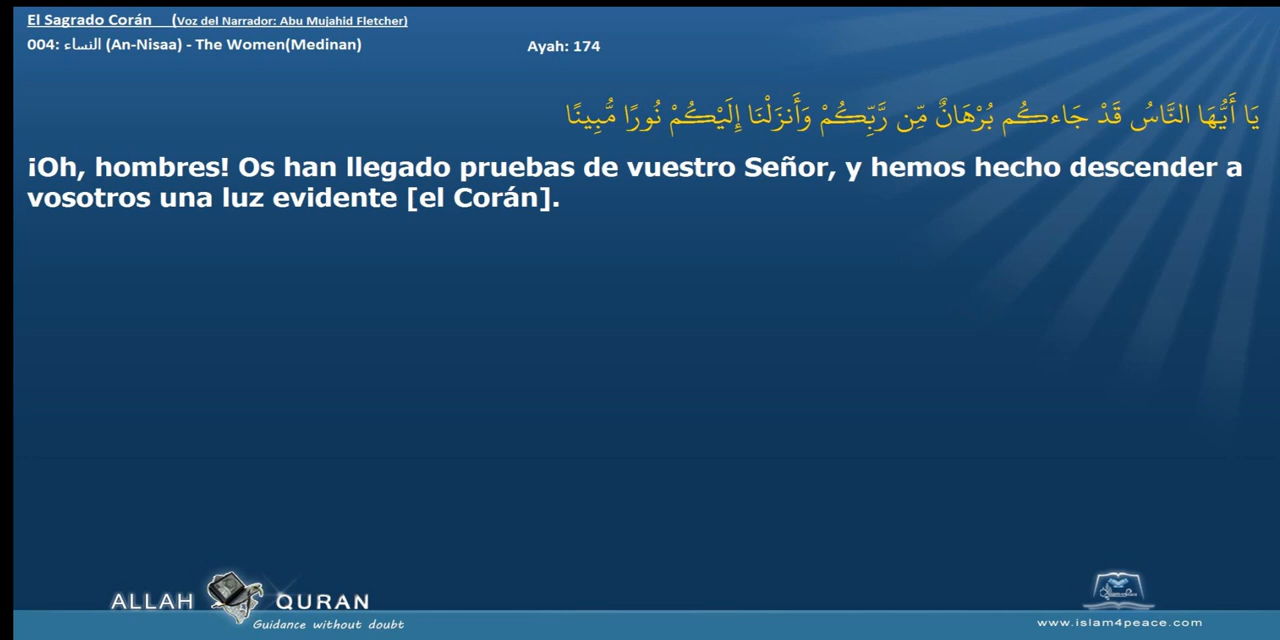 El Sagrado Corán (Voz del Narrador: Abu Mujahid Fletcher)
004: النساء (An-Nisaa) - The Women(Medinan) Ayah: 174
يَا أَيُّهَا النَّاسُ قَدْ جَاءكُم بُرْهَانٌ مِّن رَّبِّكُمْ وَأَنزَلْنَا إِلَيْكُمْ نُورًا مُّبِينًا
¡Oh, hombres! Os han llegado pruebas de vuestro Señor, y hemos hecho descender a
vosotros una luz evidente [el Corán].
ALLAH QURAN
Guidance without doubt
www.islam4peace.com